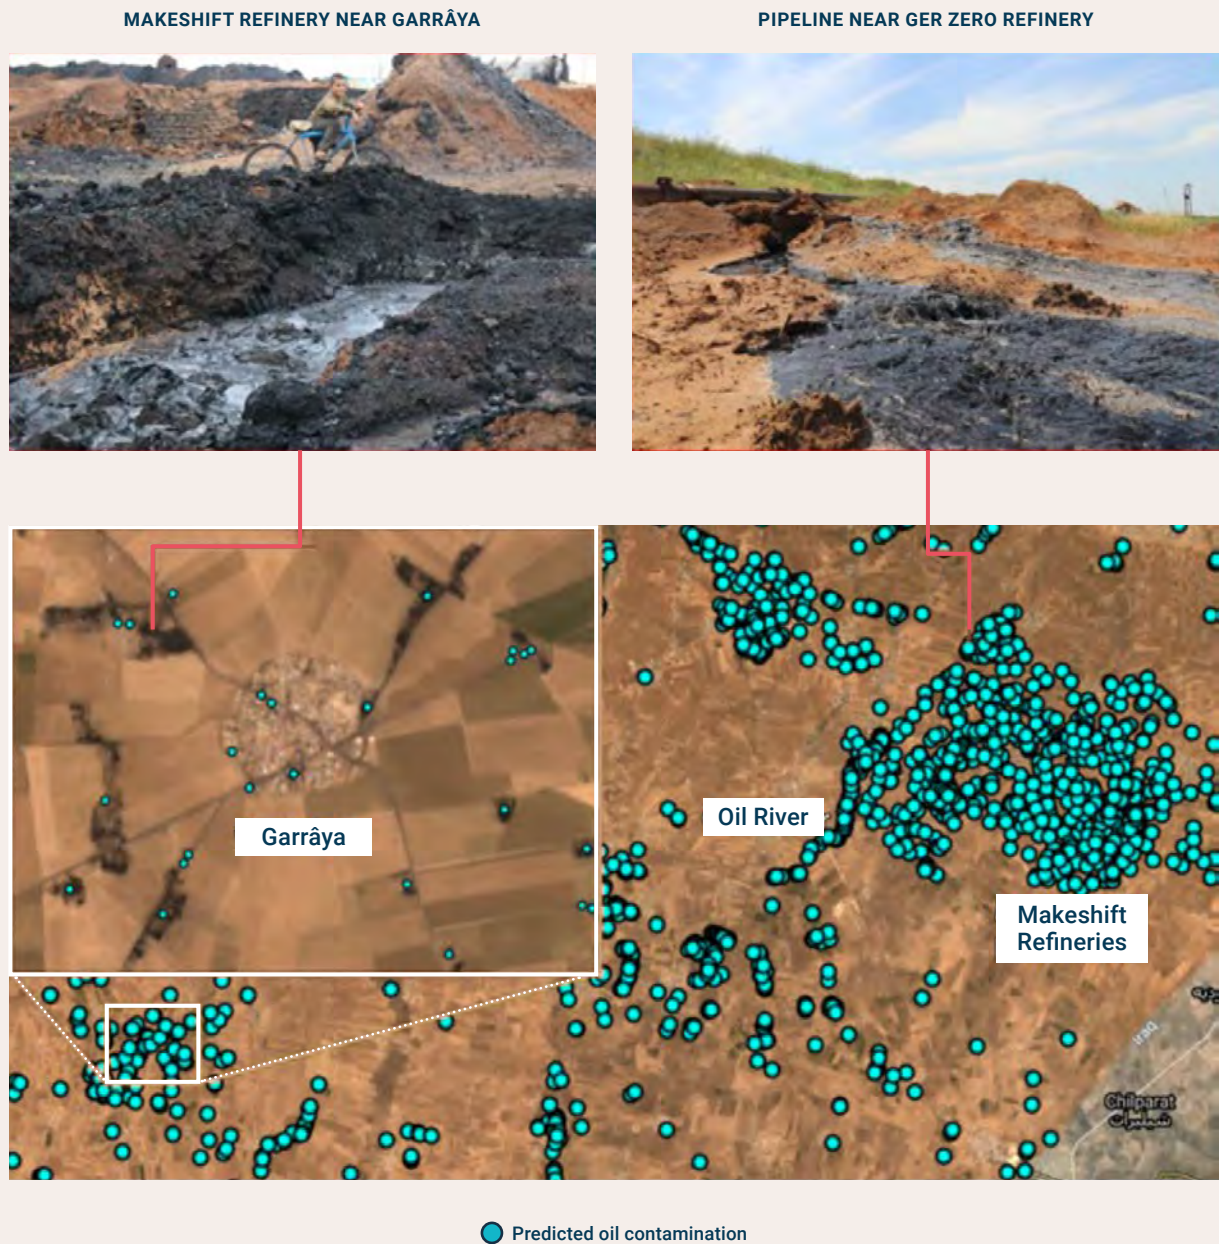 MAKESHIFT REFINERY NEAR GARRÂYA
PIPELINE NEAR GER ZERO REFINERY
Garrâya
Oil River
Makeshift
Refineries
Iraq
Chilparat
Predicted oil contamination